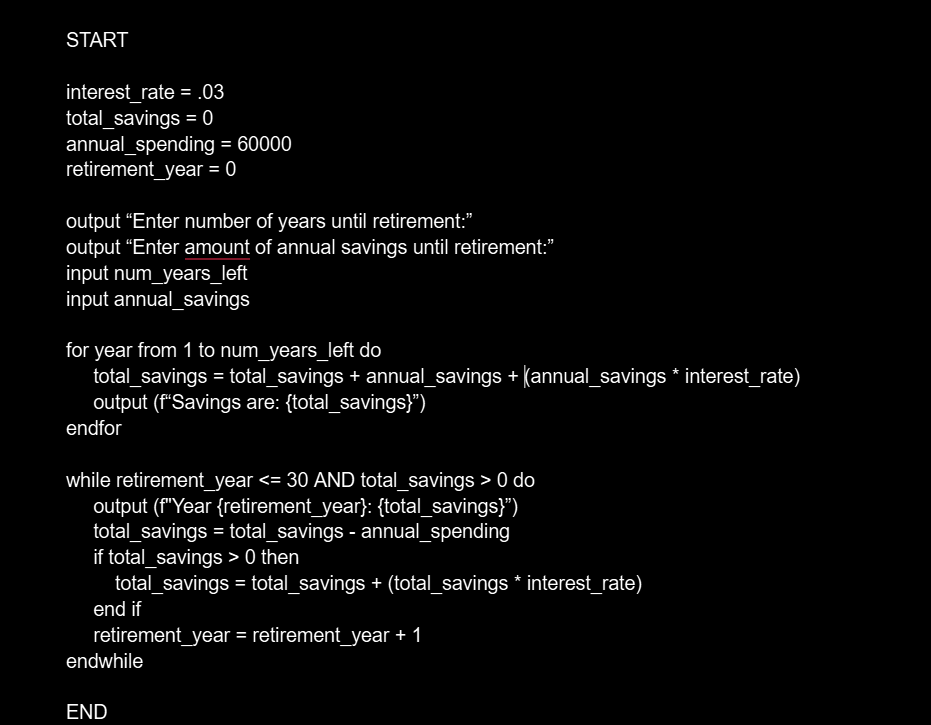 START
interest_rate = .03
total_savings = 0
annual_spending = 60000
retirement_year = 0
output “Enter number of years until retirement:”
output “Enter amount of annual savings until retirement:”
input num_years_left
input annual_savings
for year from 1 to num_years_left do
total_savings = total_savings + annual_savings + (annual_savings * interest_rate)
output (f“Savings are: {total_savings}”)
endfor
while retirement_year <= 30 AND total_savings > 0 do
output (f"Year {retirement_year}: {total_savings}”)
total_savings = total_savings - annual_spending
if total_savings > 0 then
total_savings = total_savings + (total_savings * interest_rate)
end if
retirement_year = retirement_year + 1
endwhile
END